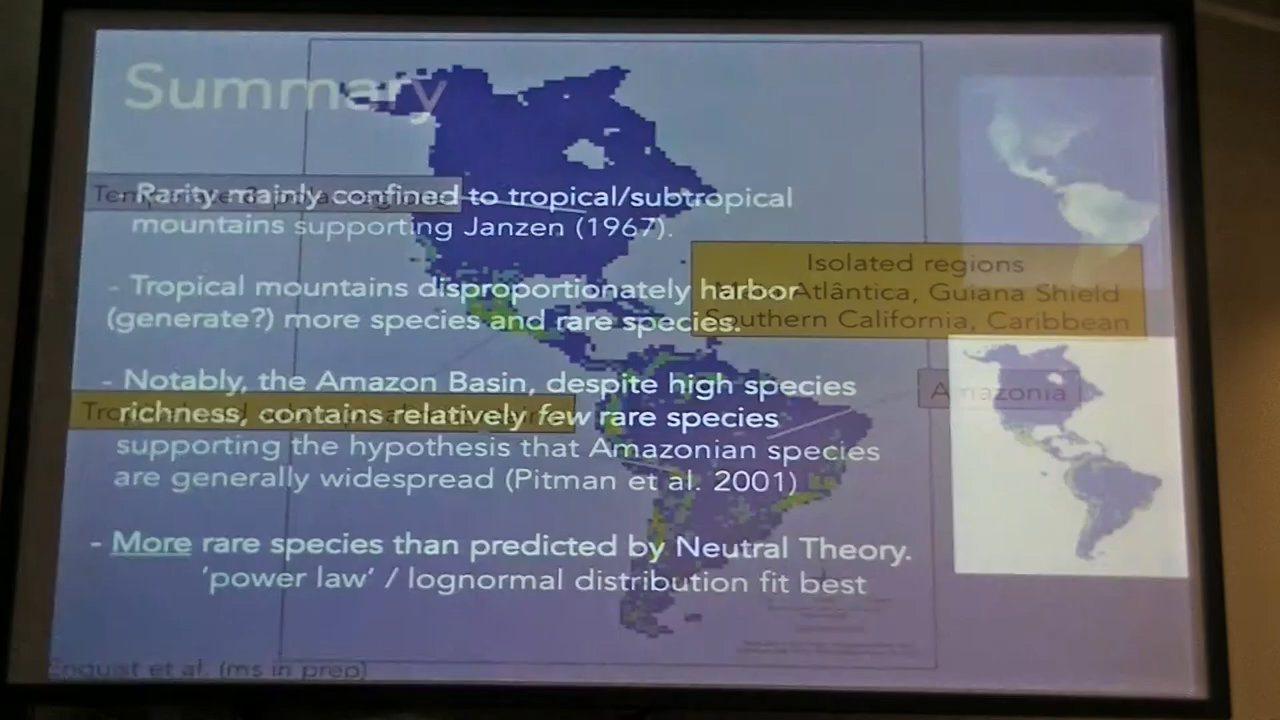 Summary
- Rarity mainly confined to tropical/subtropical
mountains supporting Janzen (1967).
- Tropical mountains disproportionately harbor
(generate?) more species and rare species.
- Notably, the Amazon Basin, despite high species
richness, contains relatively few rare species
supporting the hypothesis that Amazonian species
are generally widespread (Pitman et al. 2001)
- More rare species than predicted by Neutral Theory.
'power law' / lognormal distribution fit best
Isolated regions
Atlântica, Guiana Shield
Southern California, Caribbean
Amazonia
Enquist et al. (ms in prep)